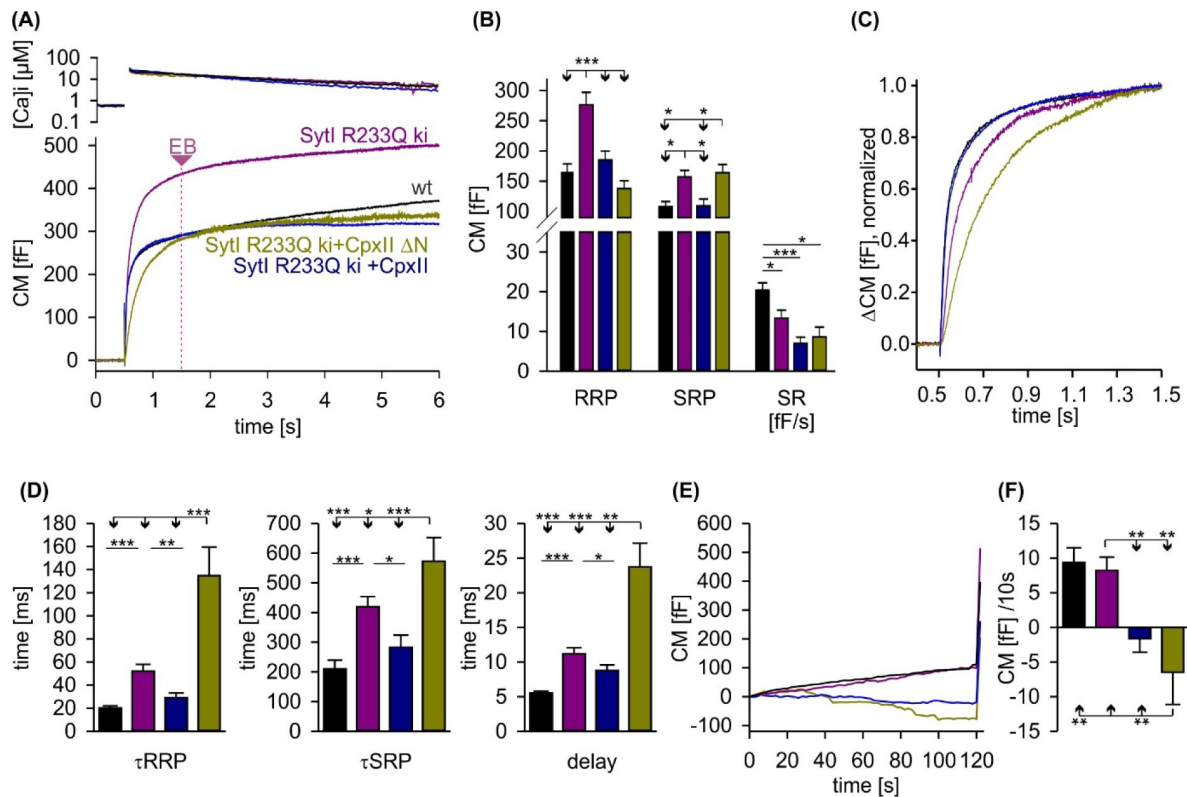 (A)
[Ca]i [µM]
100
10
1
0.1
500
400
300
200
100
0
CM [fF]
EB
SytI R233Q ki
wt
SytI R233Q ki+CpxII ΔN
SytI R233Q ki +CpxII
0 1 2 3 4 5 6
time [s]
(B)
CM [fF]
300
250
200
150
100
30
20
10
0
***
* *
* *
*
***
*
RRP SRP SR
[fF/s]
(C)
ΔCM [fF], normalized
1.0
0.8
0.6
0.4
0.2
0.0
0.5 0.7 0.9 1.1 1.3 1.5
time [s]
(D)
time [ms]
180
160
140
120
100
80
60
40
20
0
***
*** **
τRRP
time [ms]
700
600
500
400
300
200
100
0
*** * ***
*** *
τSRP
time [ms]
30
25
20
15
10
5
0
*** *** **
*** *
delay
(E)
CM [fF]
600
500
400
300
200
100
0
-100
0 20 40 60 80 100 120
time [s]
(F)
CM [fF] /10s
10
5
0
-5
-10
-15
** **
** **